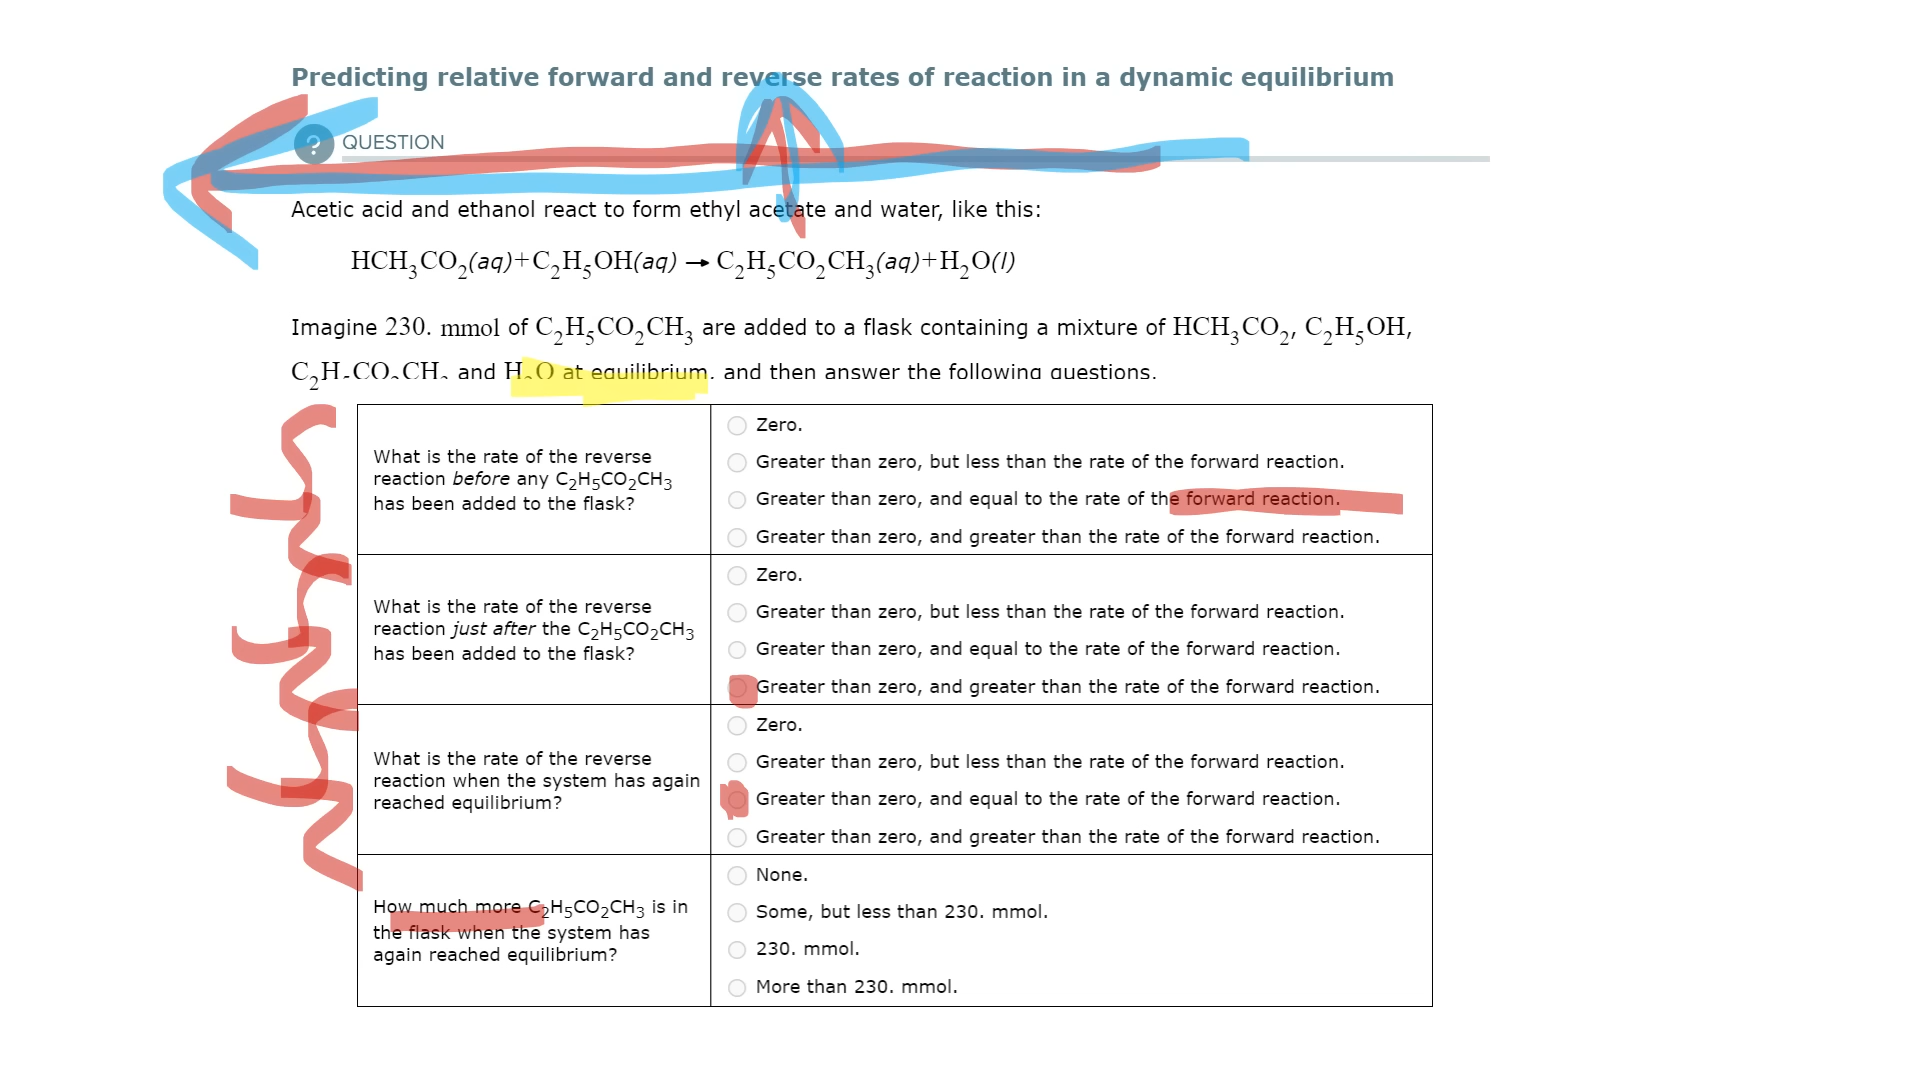 Predicting relative forward and reverse rates of reaction in a dynamic equilibrium
? QUESTION
Acetic acid and ethanol react to form ethyl acetate and water, like this:
HCH₃CO₂(aq)+C₂H₅OH(aq) → C₂H₅CO₂CH₃(aq)+H₂O(l)
Imagine 230. mmol of C₂H₅CO₂CH₃ are added to a flask containing a mixture of HCH₃CO₂, C₂H₅OH,
C₂H₅CO₂CH₃ and H₂O at equilibrium, and then answer the following questions.
What is the rate of the reverse
reaction before any C₂H₅CO₂CH₃
has been added to the flask?
Zero.
Greater than zero, but less than the rate of the forward reaction.
Greater than zero, and equal to the rate of the forward reaction.
Greater than zero, and greater than the rate of the forward reaction.
What is the rate of the reverse
reaction just after the C₂H₅CO₂CH₃
has been added to the flask?
Zero.
Greater than zero, but less than the rate of the forward reaction.
Greater than zero, and equal to the rate of the forward reaction.
Greater than zero, and greater than the rate of the forward reaction.
What is the rate of the reverse
reaction when the system has again
reached equilibrium?
Zero.
Greater than zero, but less than the rate of the forward reaction.
Greater than zero, and equal to the rate of the forward reaction.
Greater than zero, and greater than the rate of the forward reaction.
How much more C₂H₅CO₂CH₃ is in
the flask when the system has
again reached equilibrium?
None.
Some, but less than 230. mmol.
230. mmol.
More than 230. mmol.